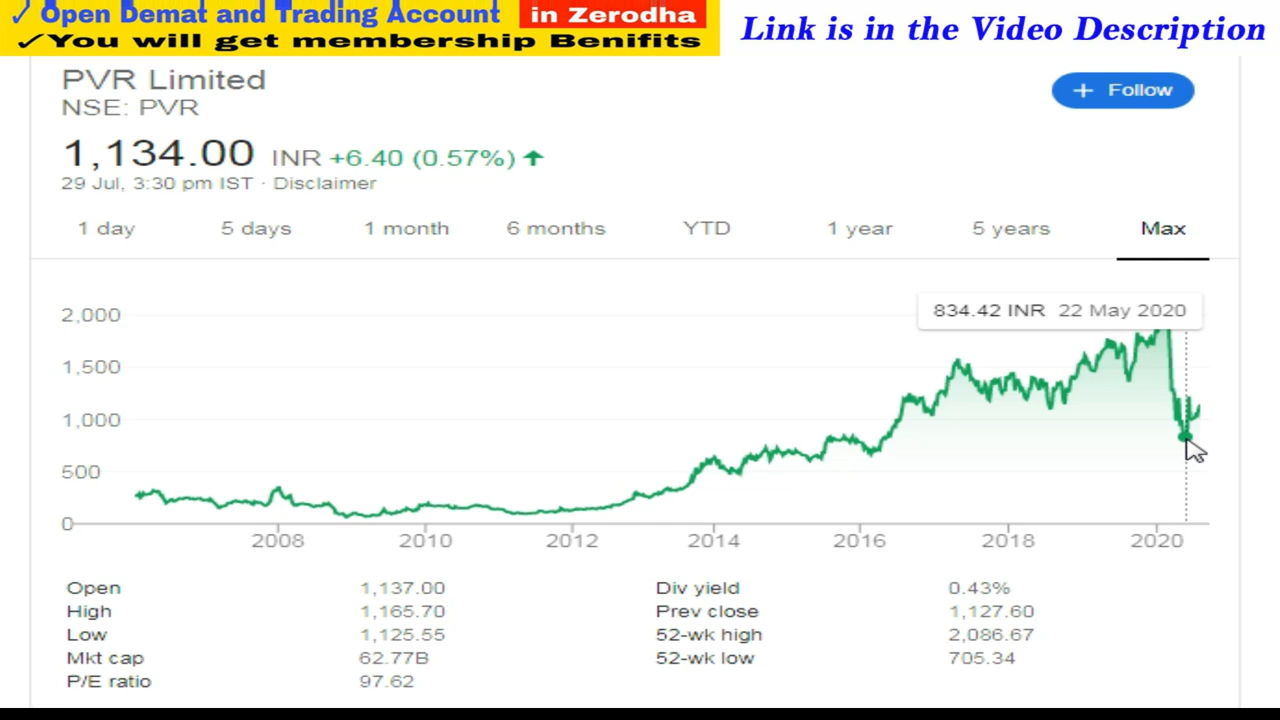 ✓ Open Demat and Trading Account in Zerodha
✓You will get membership Benifits
Link is in the Video Description
PVR Limited
NSE: PVR
+ Follow
1,134.00 INR +6.40 (0.57%) ↑
29 Jul, 3:30 pm IST · Disclaimer
1 day 5 days 1 month 6 months YTD 1 year 5 years Max
834.42 INR 22 May 2020
2,000
1,500
1,000
500
0
2008 2010 2012 2014 2016 2018 2020
Open 1,137.00 Div yield 0.43%
High 1,165.70 Prev close 1,127.60
Low 1,125.55 52-wk high 2,086.67
Mkt cap 62.77B 52-wk low 705.34
P/E ratio 97.62